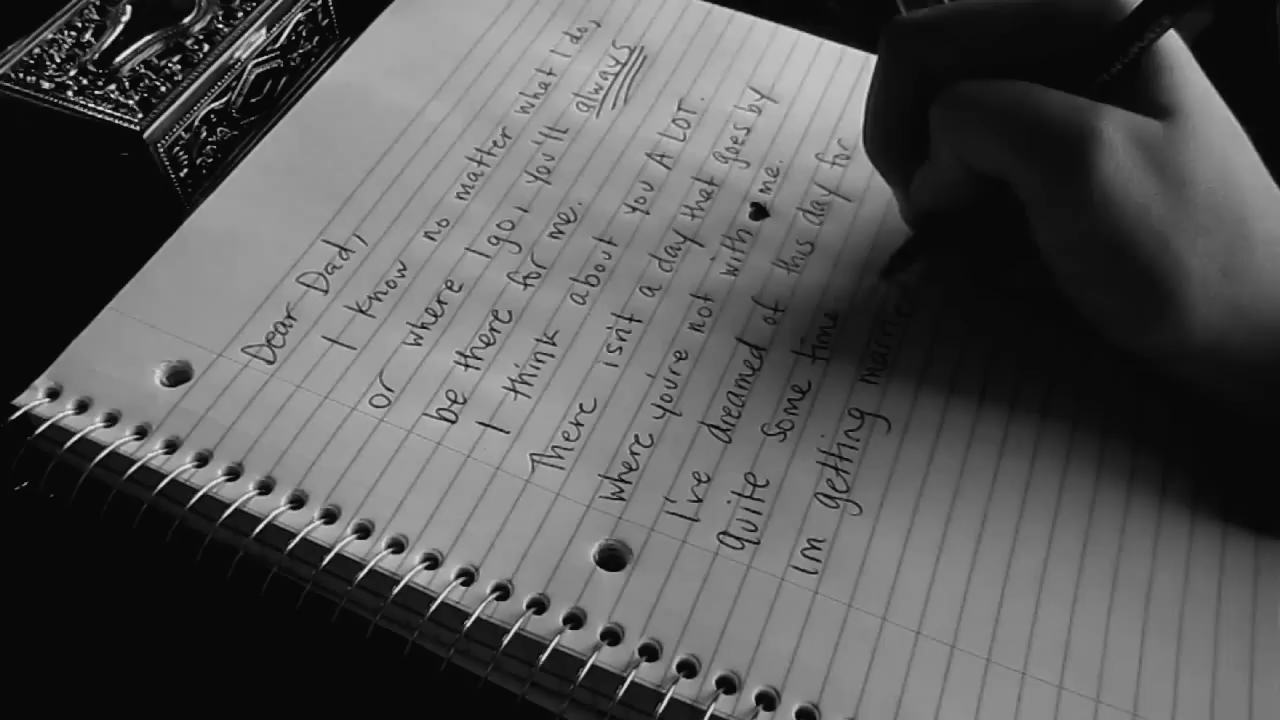 Dear Dad,
I know no matter what I do,
or where I go, you'll always
be there for me.
I think about you A LOT.
There isn't a day that goes by
where you're not with me.
I've dreamed of this day for
quite some time
im getting married